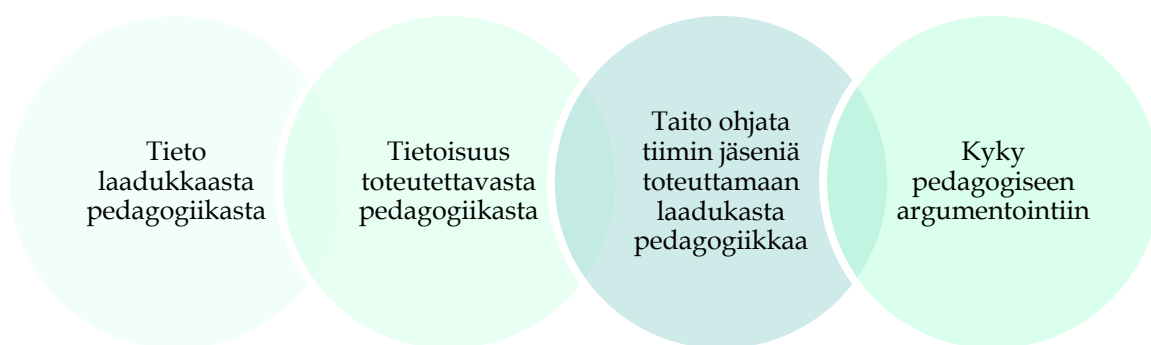 Tieto
laadukkaasta
pedagogiikasta
Tietoisuus
toteutettavasta
pedagogiikasta
Taito ohjata
tiimin jäseniä
toteuttamaan
laadukasta
pedagogiikkaa
Kyky
pedagogiseen
argumentointiin